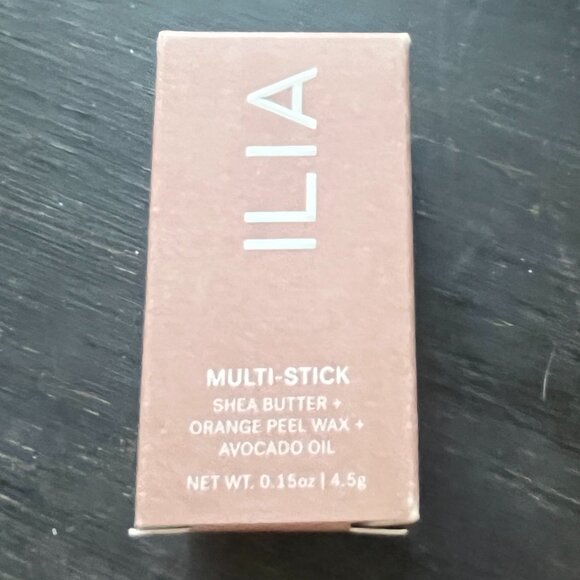 ILIA
MULTI-STICK
SHEA BUTTER +
ORANGE PEEL WAX +
AVOCADO OIL
NET WT. 0.15oz | 4.5g